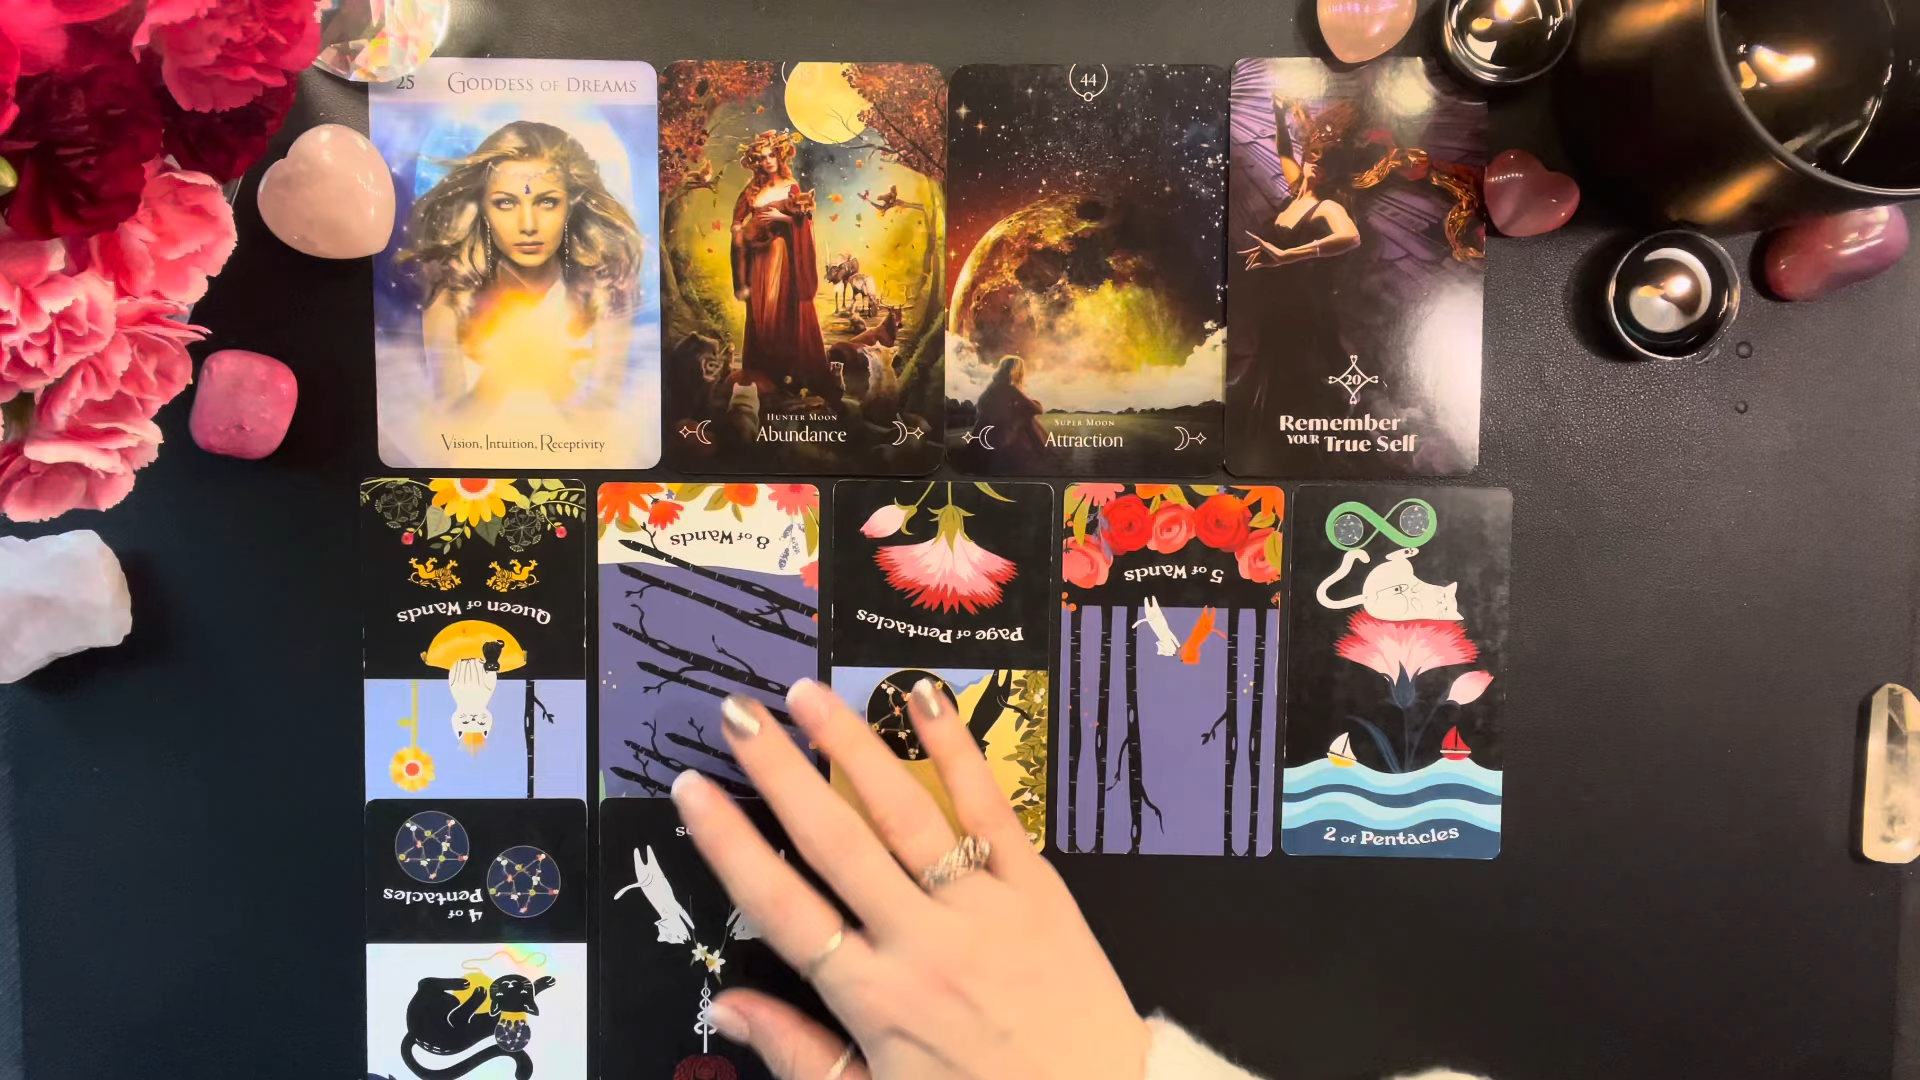 25 GODDESS OF DREAMS
Vision, Intuition, Receptivity
HUNTER MOON
Abundance
44
SUPER MOON
Attraction
20
Remember
YOUR True Self
Queen of Wands
8 of Wands
Page of Pentacles
5 of Wands
2 of Pentacles
4 of
Pentacles